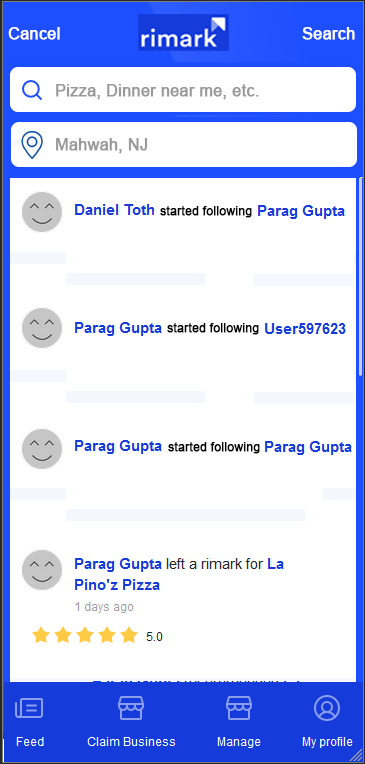 Cancel
rimark
Search
Pizza, Dinner near me, etc.
Mahwah, NJ
Daniel Toth started following Parag Gupta
Parag Gupta started following User597623
Parag Gupta started following Parag Gupta
Parag Gupta left a rimark for La
Pino'z Pizza
1 days ago
5.0
Feed
Claim Business
Manage
My profile